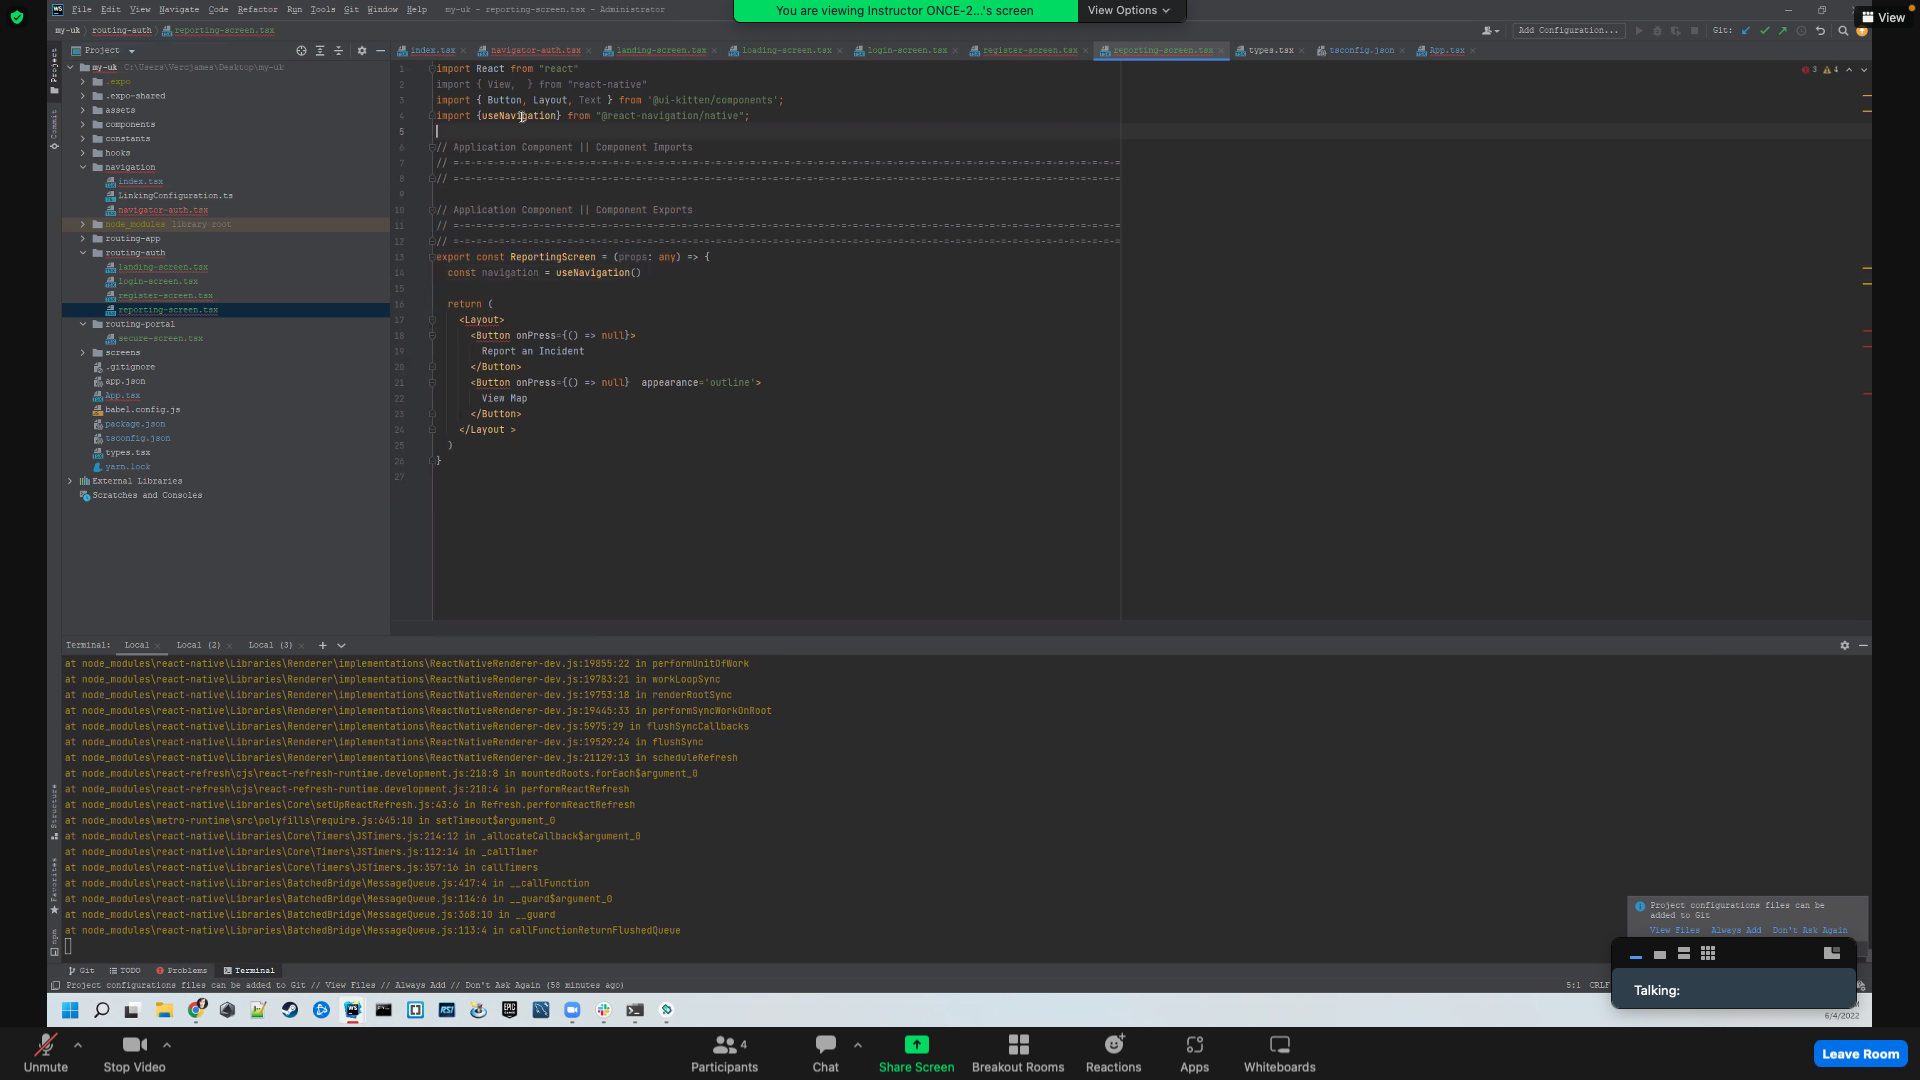 You are viewing Instructor ONCE-2...'s screen
View Options
View
File Edit View Navigate Code Refactor Run Tools Git Window Help
my-uk - reporting-screen.tsx - Administrator
my-uk routing-auth reporting-screen.tsx
Add Configuration...
Git:
Project
index.tsx navigator-auth.tsx landing-screen.tsx loading-screen.tsx login-screen.tsx register-screen.tsx reporting-screen.tsx types.tsx tsconfig.json App.tsx
my-uk C:\Users\Vercjames\Desktop\my-uk
.expo
.expo-shared
assets
components
constants
hooks
navigation
index.tsx
LinkingConfiguration.ts
navigator-auth.tsx
node_modules library root
routing-app
routing-auth
landing-screen.tsx
login-screen.tsx
register-screen.tsx
reporting-screen.tsx
routing-portal
secure-screen.tsx
screens
.gitignore
app.json
App.tsx
babel.config.js
package.json
tsconfig.json
types.tsx
yarn.lock
External Libraries
Scratches and Consoles
Project
Commit
3 4
1 import React from "react"
2 import { View, } from "react-native"
3 import { Button, Layout, Text } from '@ui-kitten/components';
4 import {useNavigation} from "@react-navigation/native";
5
6 // Application Component || Component Imports
7 // =-=-=-=-=-=-=-=-=-=-=-=-=-=-=-=-=-=-=-=-=-=-=-=-=-=-=-=-=-=-=-=-=-=-=-=-=-=-=-=-=-=-=-=-=-=-=-=-=-=-=-=-=-=-=-=-=-=-=
8 // =-=-=-=-=-=-=-=-=-=-=-=-=-=-=-=-=-=-=-=-=-=-=-=-=-=-=-=-=-=-=-=-=-=-=-=-=-=-=-=-=-=-=-=-=-=-=-=-=-=-=-=-=-=-=-=-=-=-=
9
10 // Application Component || Component Exports
11 // =-=-=-=-=-=-=-=-=-=-=-=-=-=-=-=-=-=-=-=-=-=-=-=-=-=-=-=-=-=-=-=-=-=-=-=-=-=-=-=-=-=-=-=-=-=-=-=-=-=-=-=-=-=-=-=-=-=-=
12 // =-=-=-=-=-=-=-=-=-=-=-=-=-=-=-=-=-=-=-=-=-=-=-=-=-=-=-=-=-=-=-=-=-=-=-=-=-=-=-=-=-=-=-=-=-=-=-=-=-=-=-=-=-=-=-=-=-=-=
13 export const ReportingScreen = (props: any) => {
14 const navigation = useNavigation()
15
16 return (
17 <Layout>
18 <Button onPress={() => null}>
19 Report an Incident
20 </Button>
21 <Button onPress={() => null} appearance='outline'>
22 View Map
23 </Button>
24 </Layout >
25 )
26 }
27
Terminal: Local Local (2) Local (3)
at node_modules\react-native\Libraries\Renderer\implementations\ReactNativeRenderer-dev.js:19855:22 in performUnitOfWork
at node_modules\react-native\Libraries\Renderer\implementations\ReactNativeRenderer-dev.js:19783:21 in workLoopSync
at node_modules\react-native\Libraries\Renderer\implementations\ReactNativeRenderer-dev.js:19753:18 in renderRootSync
at node_modules\react-native\Libraries\Renderer\implementations\ReactNativeRenderer-dev.js:19445:33 in performSyncWorkOnRoot
at node_modules\react-native\Libraries\Renderer\implementations\ReactNativeRenderer-dev.js:5975:29 in flushSyncCallbacks
at node_modules\react-native\Libraries\Renderer\implementations\ReactNativeRenderer-dev.js:19529:24 in flushSync
at node_modules\react-native\Libraries\Renderer\implementations\ReactNativeRenderer-dev.js:21129:13 in scheduleRefresh
at node_modules\react-refresh\cjs\react-refresh-runtime.development.js:218:8 in mountedRoots.forEach$argument_0
at node_modules\react-refresh\cjs\react-refresh-runtime.development.js:210:4 in performReactRefresh
at node_modules\react-native\Libraries\Core\setUpReactRefresh.js:43:6 in Refresh.performReactRefresh
at node_modules\metro-runtime\src\polyfills\require.js:645:10 in setTimeout$argument_0
at node_modules\react-native\Libraries\Core\Timers\JSTimers.js:214:12 in _allocateCallback$argument_0
at node_modules\react-native\Libraries\Core\Timers\JSTimers.js:112:14 in _callTimer
at node_modules\react-native\Libraries\Core\Timers\JSTimers.js:357:16 in callTimers
at node_modules\react-native\Libraries\BatchedBridge\MessageQueue.js:417:4 in __callFunction
at node_modules\react-native\Libraries\BatchedBridge\MessageQueue.js:114:6 in __guard$argument_0
at node_modules\react-native\Libraries\BatchedBridge\MessageQueue.js:368:10 in __guard
at node_modules\react-native\Libraries\BatchedBridge\MessageQueue.js:113:4 in callFunctionReturnFlushedQueue
Structure
Favorites
npm
Project configurations files can be
added to Git
View Files Always Add Don't Ask Again
Talking:
Git TODO Problems Terminal
Project configurations files can be added to Git // View Files // Always Add // Don't Ask Again (58 minutes ago)
5:1 CRLF
6/4/2022
Unmute Stop Video
4
Participants Chat Share Screen Breakout Rooms Reactions Apps Whiteboards
Leave Room